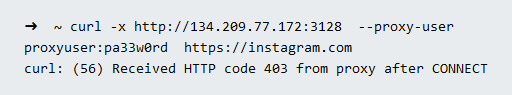 ➜ ~ curl -x http://134.209.77.172:3128 --proxy-user
proxyuser:pa33w0rd https://instagram.com
curl: (56) Received HTTP code 403 from proxy after CONNECT